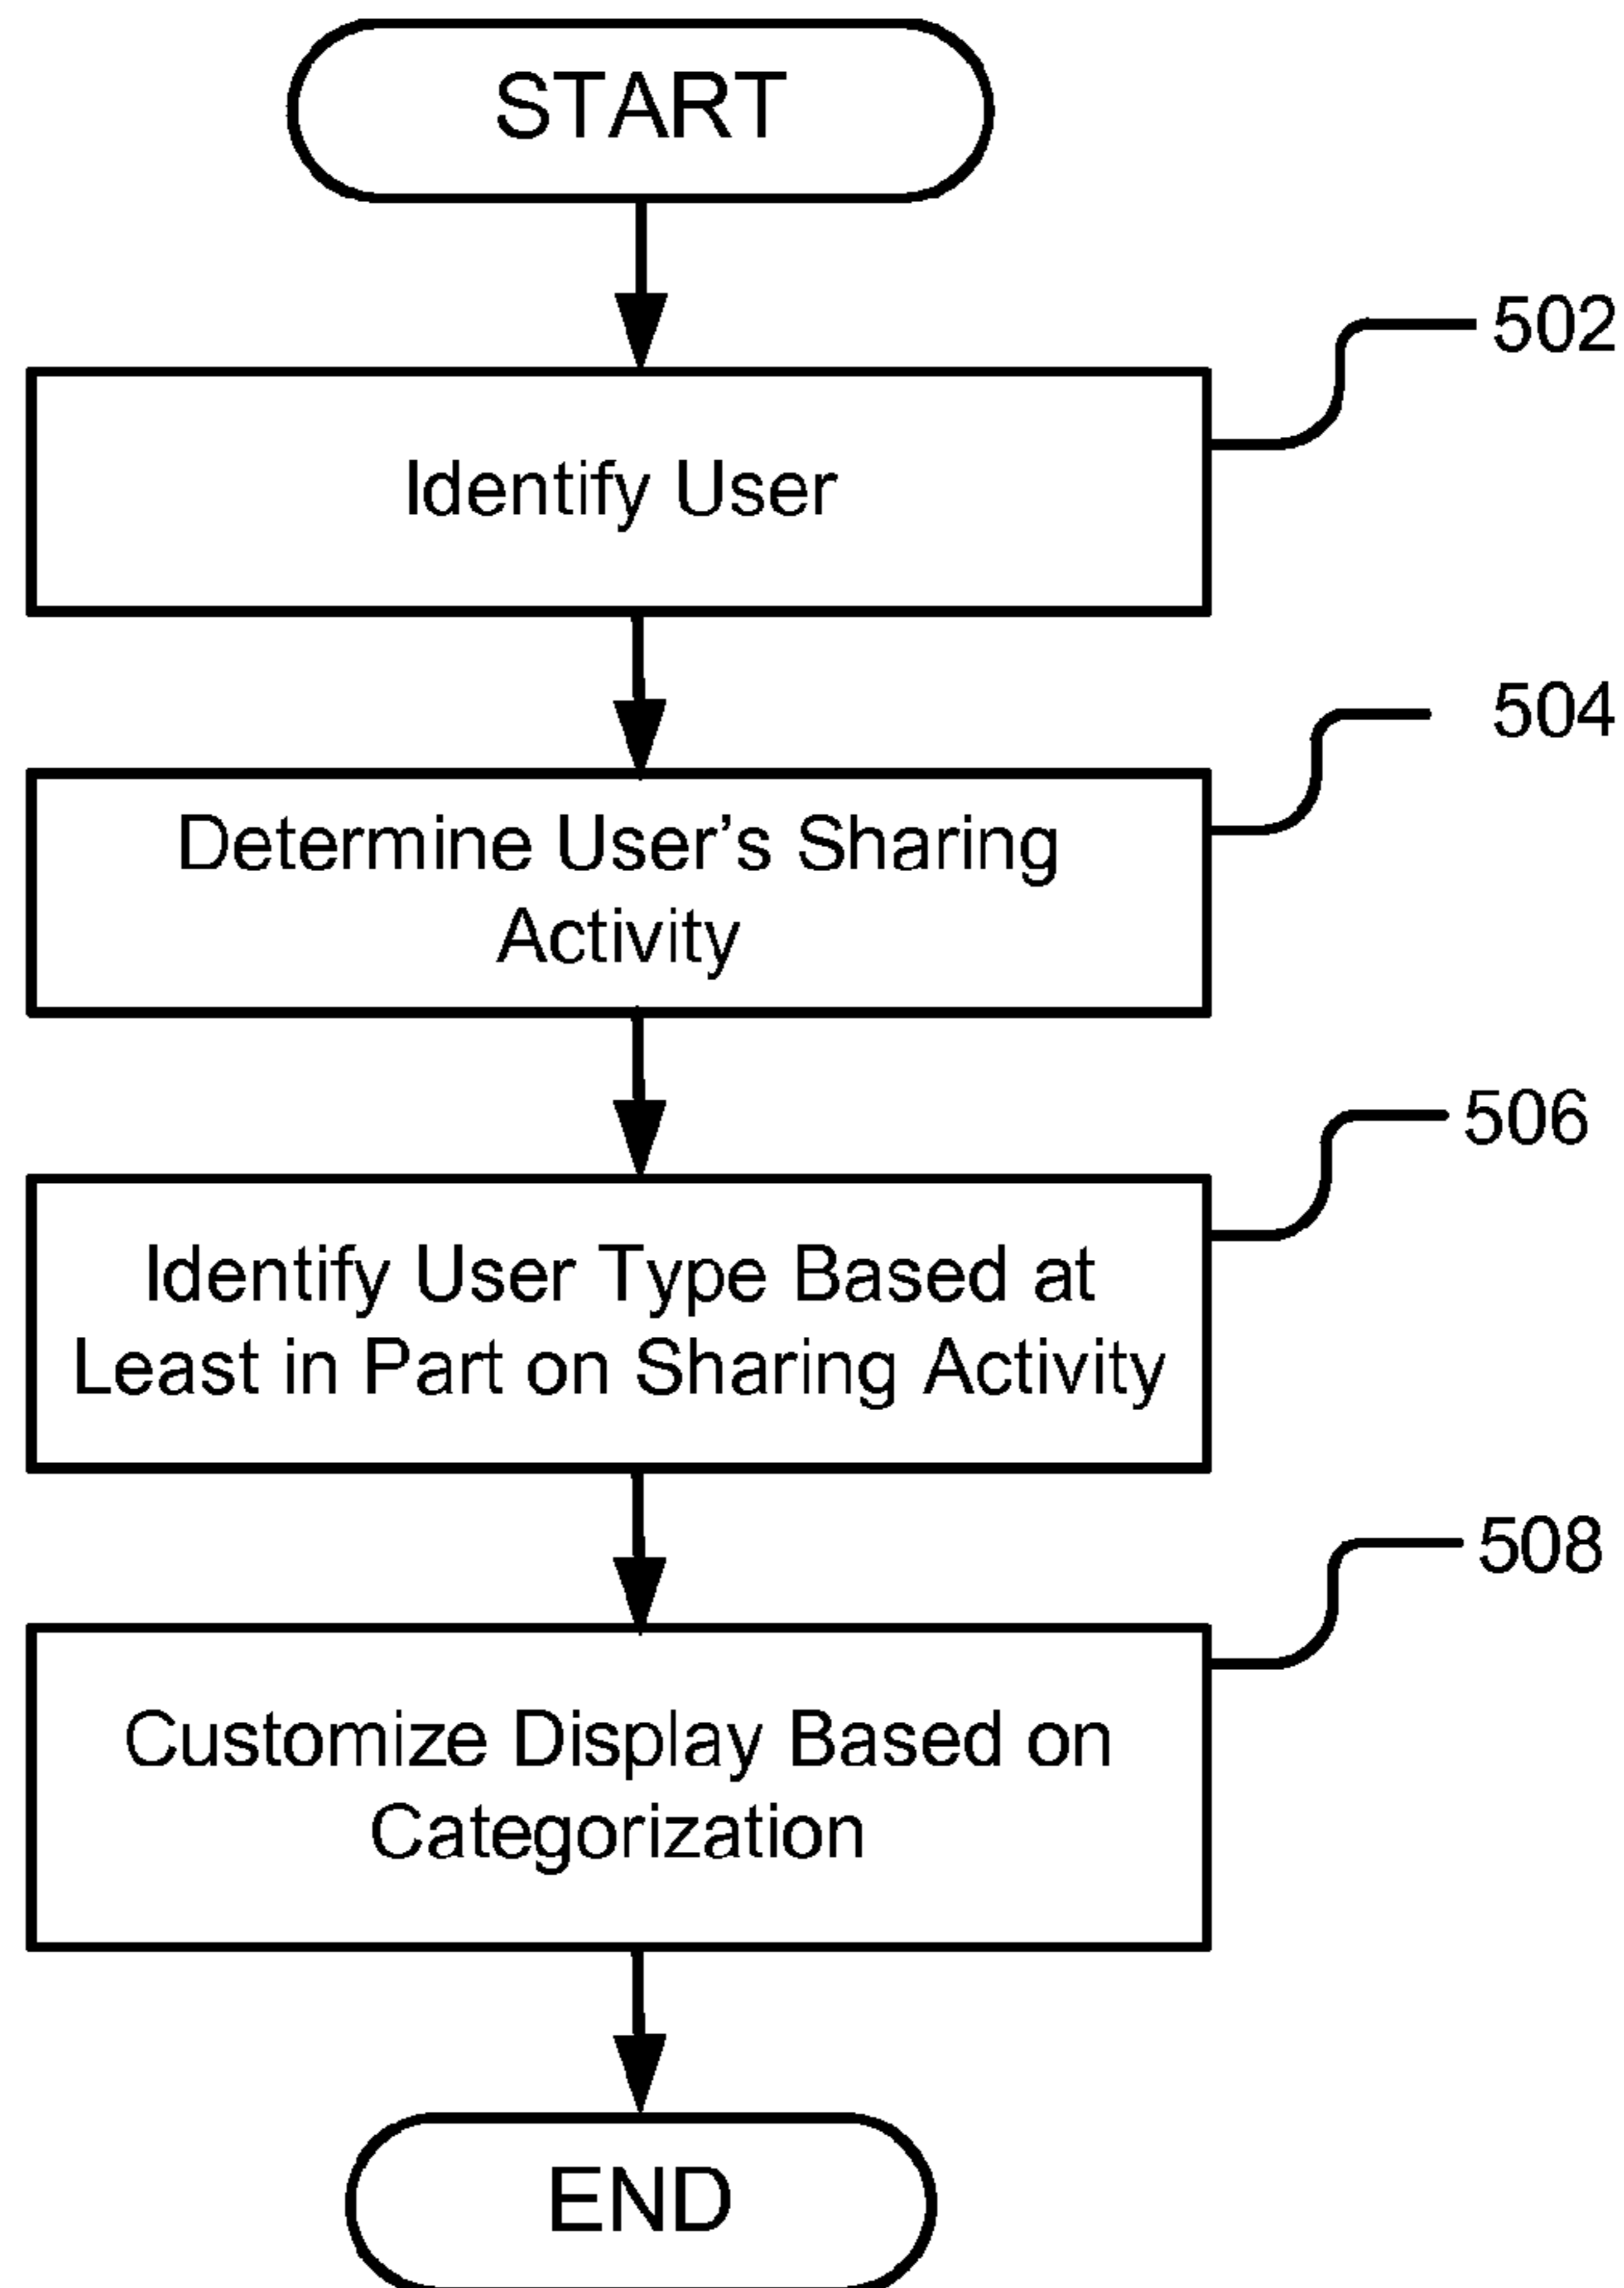 START
502
Identify User
504
Determine User’s Sharing
Activity
506
Identify User Type Based at
Least in Part on Sharing Activity
508
Customize Display Based on
Categorization
END